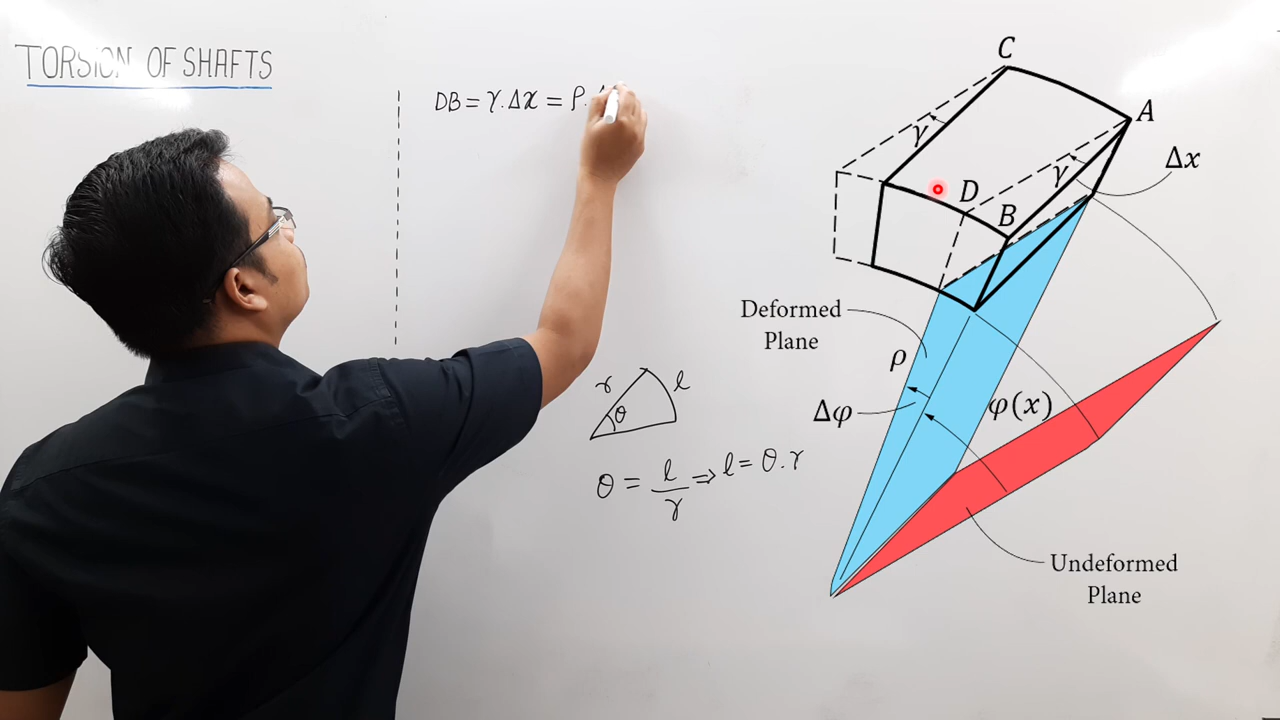 TORSION OF SHAFTS
DB = γ.Δx = ρ.
r
l
θ
θ = l/r ⇒ l = θ.r
C
A
γ
Δx
γ
D
B
Deformed
Plane
ρ
Δφ
φ(x)
Undeformed
Plane